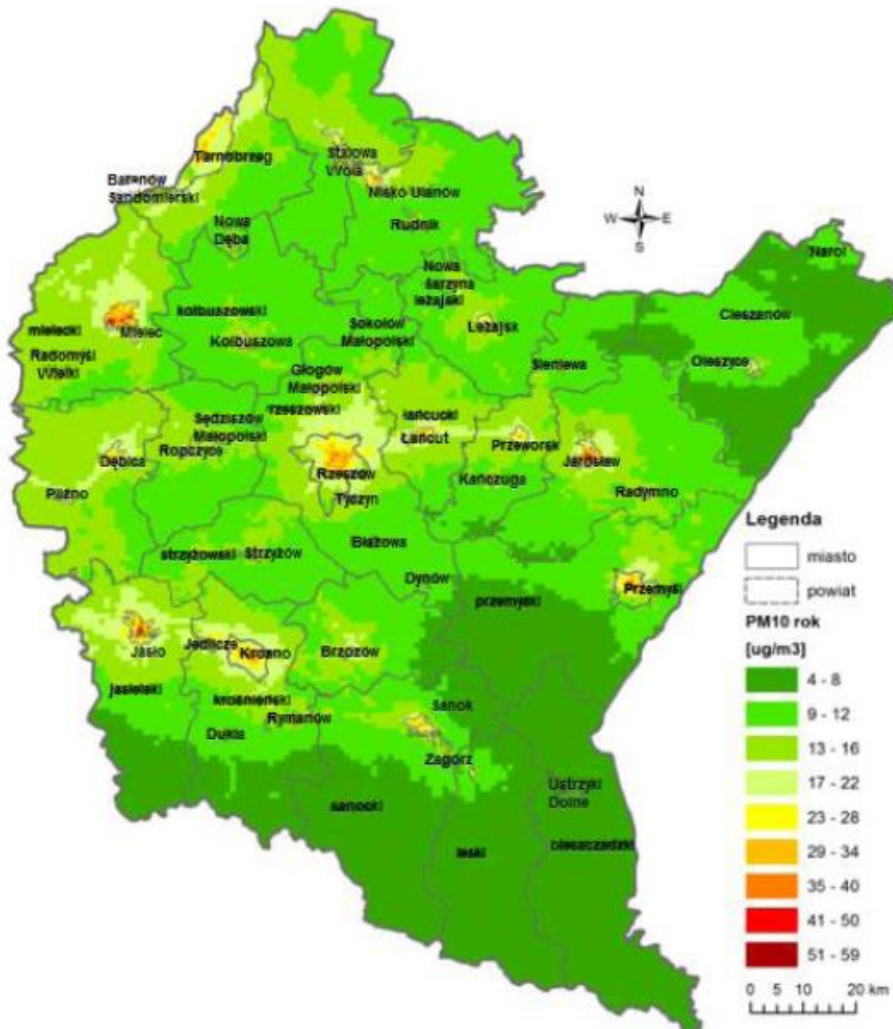 Tarnobrzeg
Stalowa
Wola
Baranów
Sandomierski
Nisko Ulanów
Nowa
Dęba
Rudnik
N
W E
S
Narol
Nowa
Sarzyna
leżajski
Cieszanów
kolbuszowski
mielecki
Mielec
Sokołów
Małopolski
Leżajsk
Kolbuszowa
Radomyśl
Wielki
Oleszyce
Sieniawa
Głogów
Małopolski
rzeszowski
łańcucki
Sędziszów
Małopolski
Ropczyce
Łańcut
Przeworsk
Dębica
Jarosław
Rzeszów
Kańczuga
Pilzno
Tyczyn
Radymno
Błażowa
strzyżowski
Strzyżów
Dynów
przemyski
Przemyśl
Jasło
Jedlicze
Krosno
Brzozów
jasielski
krośnieński
Rymanów
Sanok
Dukla
Zagórz
Ustrzyki
Dolne
sanocki
leski
bieszczadzki
Legenda
miasto
powiat
PM10 rok
[ug/m3]
4 - 8
9 - 12
13 - 16
17 - 22
23 - 28
29 - 34
35 - 40
41 - 50
51 - 59
0 5 10 20 km